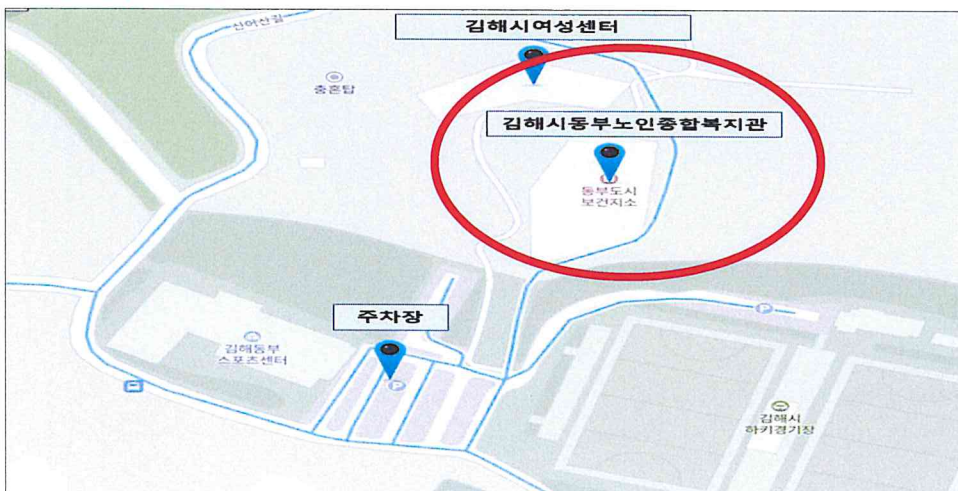 김해시여성센터
신어산길
충혼탑
김해시동부노인종합복지관
동부도시
보건지소
주차장
P
김해동부
스포츠센터
P
김해시
하키경기장